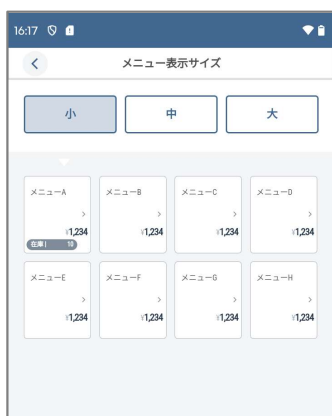 16:17
メニュー表示サイズ
小 中 大
メニューA メニューB メニューC メニューD
¥1,234 ¥1,234 ¥1,234 ¥1,234
在庫| 10
メニューE メニューF メニューG メニューH
¥1,234 ¥1,234 ¥1,234 ¥1,234